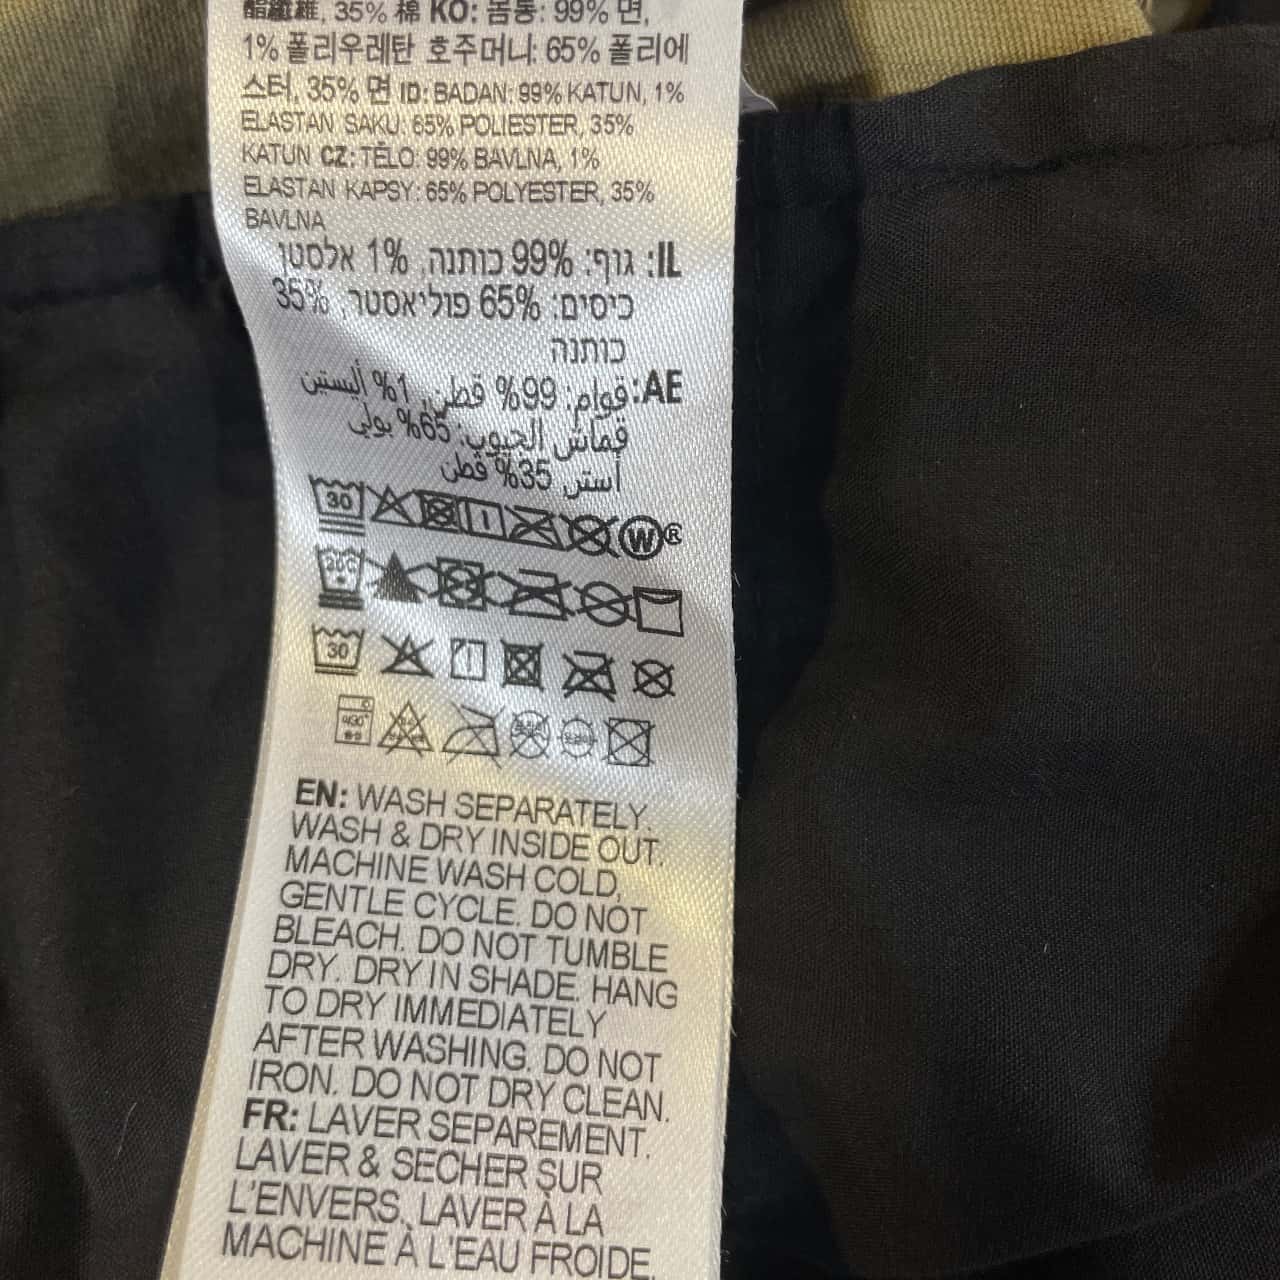 酯纖維, 35% 棉 KO: 몸통: 99% 면,
1% 폴리우레탄 호주머니: 65% 폴리에
스터, 35% 면 ID: BADAN: 99% KATUN, 1%
ELASTAN SAKU: 65% POLIESTER, 35%
KATUN CZ: TĚLO: 99% BAVLNA, 1%
ELASTAN KAPSY: 65% POLYESTER, 35%
BAVLNA
IL: גוף: 99% כותנה, 1% אלסטן
כיסים: 65% פוליאסטר, 35%
כותנה
AE: قوام: 99% قطن, 1% أليستين
قماش الجيوب: 65% بولي
أستر 35% قطن
30 W®
30C
30
EN: WASH SEPARATELY.
WASH & DRY INSIDE OUT.
MACHINE WASH COLD,
GENTLE CYCLE. DO NOT
BLEACH. DO NOT TUMBLE
DRY. DRY IN SHADE. HANG
TO DRY IMMEDIATELY
AFTER WASHING. DO NOT
IRON. DO NOT DRY CLEAN.
FR: LAVER SEPAREMENT.
LAVER & SECHER SUR
L'ENVERS, LAVER À LA
MACHINE À L'EAU FROIDE,